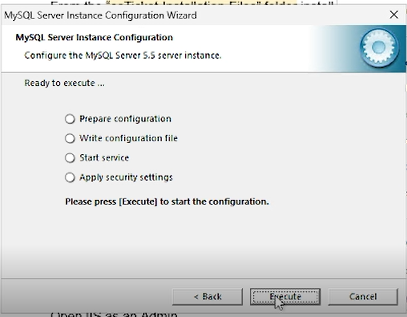 From the "osTicket Installation Files" folder install
MySQL Server Instance Configuration Wizard
MySQL Server Instance Configuration
Configure the MySQL Server 5.5 server instance.
Ready to execute ...
Prepare configuration
Write configuration file
Start service
Apply security settings
Please press [Execute] to start the configuration.
< Back
Execute
Cancel
Open IIS as an Admin